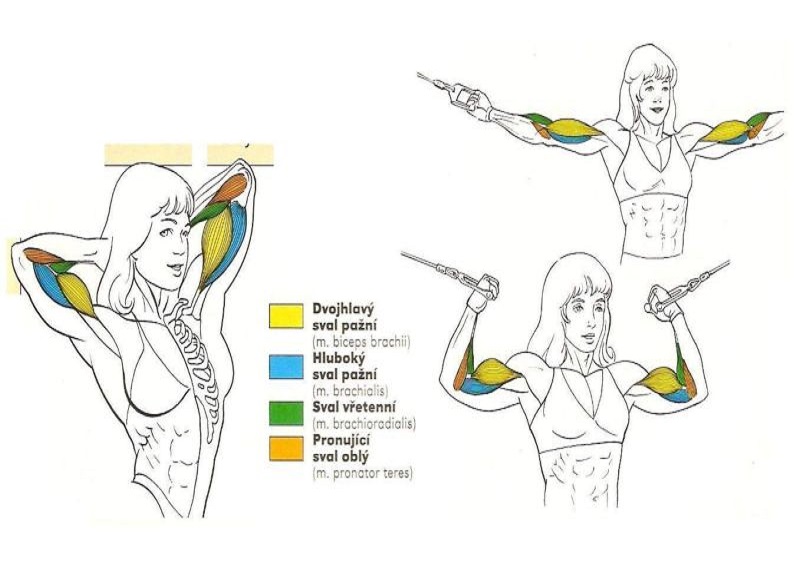 Dvojhlavý
sval pažní
(m. biceps brachii)
Hluboký
sval pažní
(m. brachialis)
Sval vřetenní
(m. brachioradialis)
Pronující
sval oblý
(m. pronator teres)